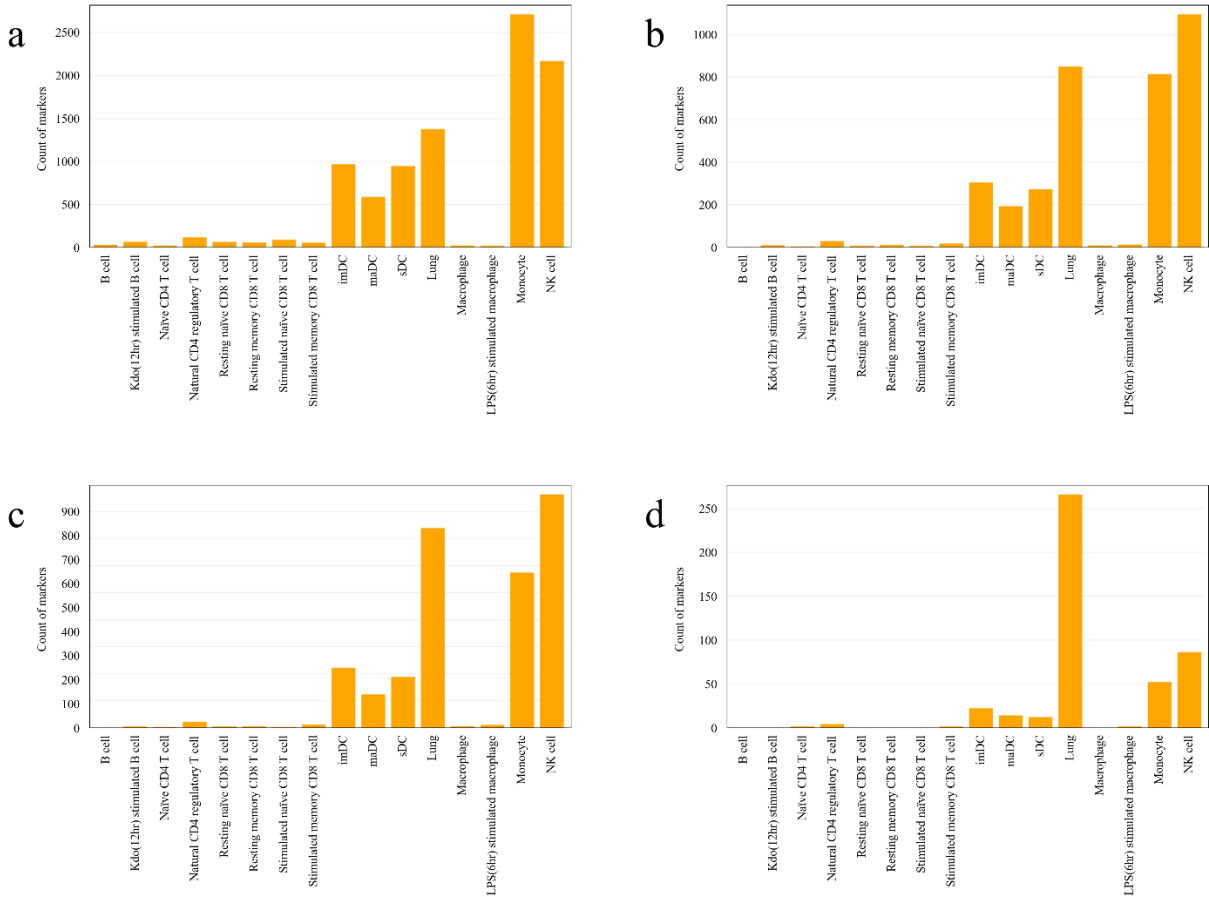 a
Count of markers
2500
2000
1500
1000
500
0
B cell
Kdo(12hr) stimulated B cell
Naïve CD4 T cell
Natural CD4 regulatory T cell
Resting naïve CD8 T cell
Resting memory CD8 T cell
Stimulated naïve CD8 T cell
Stimulated memory CD8 T cell
imDC
maDC
sDC
Lung
Macrophage
LPS(6hr) stimulated macrophage
Monocyte
NK cell
b
Count of markers
1000
800
600
400
200
0
B cell
Kdo(12hr) stimulated B cell
Naïve CD4 T cell
Natural CD4 regulatory T cell
Resting naïve CD8 T cell
Resting memory CD8 T cell
Stimulated naïve CD8 T cell
Stimulated memory CD8 T cell
imDC
maDC
sDC
Lung
Macrophage
LPS(6hr) stimulated macrophage
Monocyte
NK cell
c
Count of markers
900
800
700
600
500
400
300
200
100
0
B cell
Kdo(12hr) stimulated B cell
Naïve CD4 T cell
Natural CD4 regulatory T cell
Resting naïve CD8 T cell
Resting memory CD8 T cell
Stimulated naïve CD8 T cell
Stimulated memory CD8 T cell
imDC
maDC
sDC
Lung
Macrophage
LPS(6hr) stimulated macrophage
Monocyte
NK cell
d
Count of markers
250
200
150
100
50
0
B cell
Kdo(12hr) stimulated B cell
Naïve CD4 T cell
Natural CD4 regulatory T cell
Resting naïve CD8 T cell
Resting memory CD8 T cell
Stimulated naïve CD8 T cell
Stimulated memory CD8 T cell
imDC
maDC
sDC
Lung
Macrophage
LPS(6hr) stimulated macrophage
Monocyte
NK cell